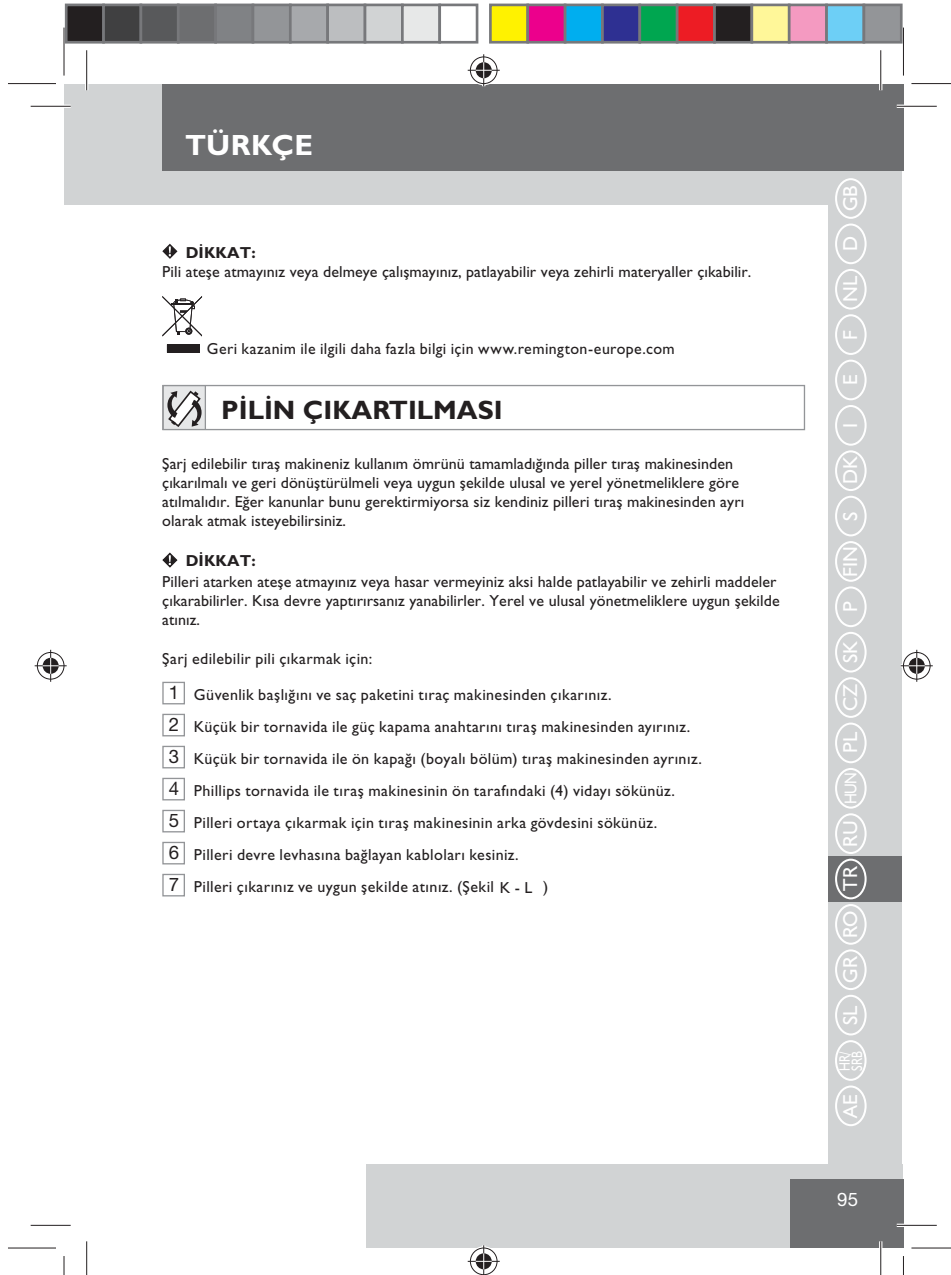 TÜRKÇE
DİKKAT:
Pili ateşe atmayınız veya delmeye çalışmayınız, patlayabilir veya zehirli materyaller çıkabilir.
Geri kazanim ile ilgili daha fazla bilgi için www.remington-europe.com
PİLİN ÇIKARTILMASI
Şarj edilebilir tıraş makineniz kullanım ömrünü tamamladığında piller tıraş makinesinden
çıkarılmalı ve geri dönüştürülmeli veya uygun şekilde ulusal ve yerel yönetmeliklere göre
atılmalıdır. Eğer kanunlar bunu gerektirmiyorsa siz kendiniz pilleri tıraş makinesinden ayrı
olarak atmak isteyebilirsiniz.
DİKKAT:
Pilleri atarken ateşe atmayınız veya hasar vermeyiniz aksi halde patlayabilir ve zehirli maddeler
çıkarabilirler. Kısa devre yaptırırsanız yanabilirler. Yerel ve ulusal yönetmeliklere uygun şekilde
atınız.
Şarj edilebilir pili çıkarmak için:
1 Güvenlik başlığını ve saç paketini tıraç makinesinden çıkarınız.
2 Küçük bir tornavida ile güç kapama anahtarını tıraş makinesinden ayırınız.
3 Küçük bir tornavida ile ön kapağı (boyalı bölüm) tıraş makinesinden ayrınız.
4 Phillips tornavida ile tıraş makinesinin ön tarafındaki (4) vidayı sökünüz.
5 Pilleri ortaya çıkarmak için tıraş makinesinin arka gövdesini sökünüz.
6 Pilleri devre levhasına bağlayan kabloları kesiniz.
7 Pilleri çıkarınız ve uygun şekilde atınız. (Şekil K - L )
GB
D
NL
F
E
I
DK
S
FIN
P
SK
CZ
PL
HUN
RU
TR
RO
GR
SL
HR/
SRB
AE
95